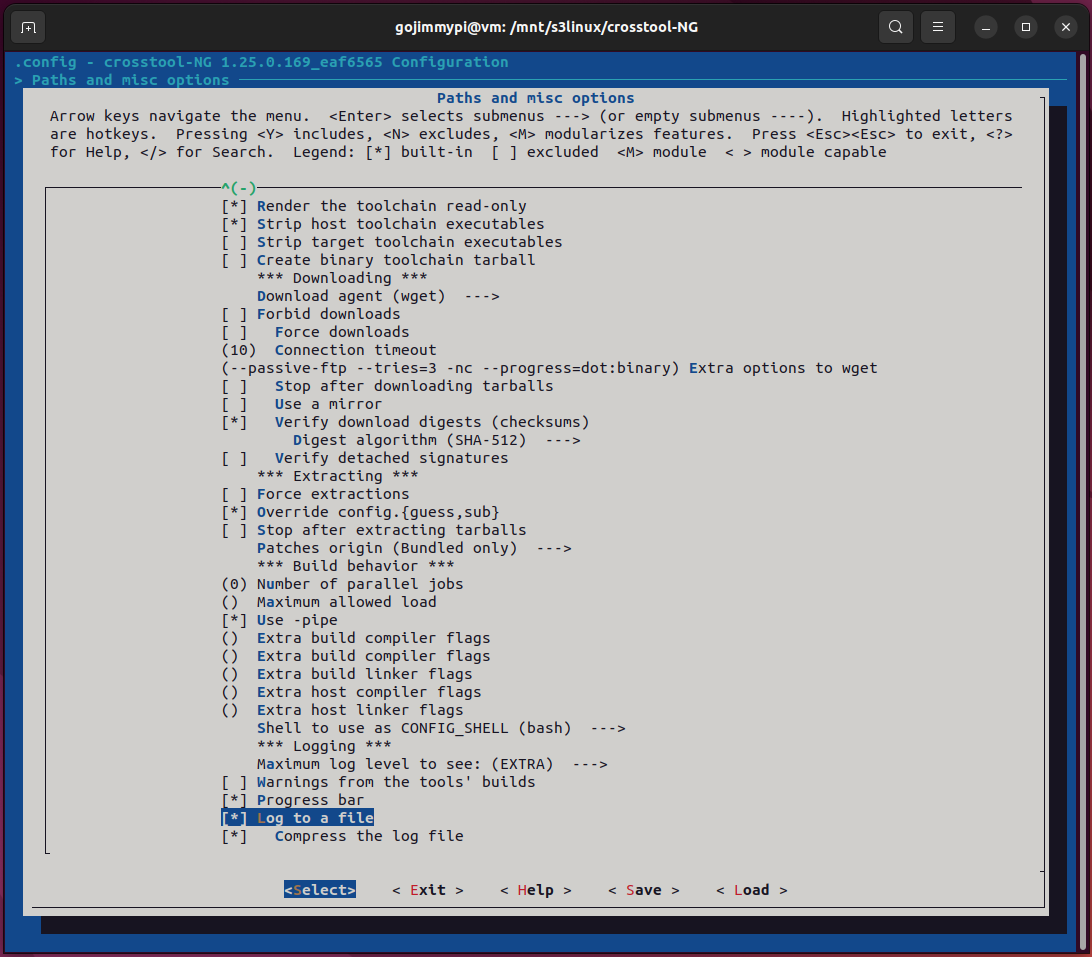 gojimmypi@vm: /mnt/s3linux/crosstool-NG
.config - crosstool-NG 1.25.0.169_eaf6565 Configuration
> Paths and misc options
Paths and misc options
Arrow keys navigate the menu.  <Enter> selects submenus ---> (or empty submenus ----).  Highlighted letters
are hotkeys.  Pressing <Y> includes, <N> excludes, <M> modularizes features.  Press <Esc><Esc> to exit, <?>
for Help, </> for Search.  Legend: [*] built-in  [ ] excluded  <M> module  < > module capable
^(-)
[*] Render the toolchain read-only
[*] Strip host toolchain executables
[ ] Strip target toolchain executables
[ ] Create binary toolchain tarball
*** Downloading ***
Download agent (wget)  --->
[ ] Forbid downloads
[ ]   Force downloads
(10)  Connection timeout
(--passive-ftp --tries=3 -nc --progress=dot:binary) Extra options to wget
[ ]   Stop after downloading tarballs
[ ]   Use a mirror
[*]   Verify download digests (checksums)
Digest algorithm (SHA-512)  --->
[ ]   Verify detached signatures
*** Extracting ***
[ ] Force extractions
[*] Override config.{guess,sub}
[ ] Stop after extracting tarballs
Patches origin (Bundled only)  --->
*** Build behavior ***
(0) Number of parallel jobs
()  Maximum allowed load
[*] Use -pipe
()  Extra build compiler flags
()  Extra build compiler flags
()  Extra build linker flags
()  Extra host compiler flags
()  Extra host linker flags
Shell to use as CONFIG_SHELL (bash)  --->
*** Logging ***
Maximum log level to see: (EXTRA)  --->
[ ] Warnings from the tools' builds
[*] Progress bar
[*] Log to a file
[*]   Compress the log file
<Select>    < Exit >    < Help >    < Save >    < Load >